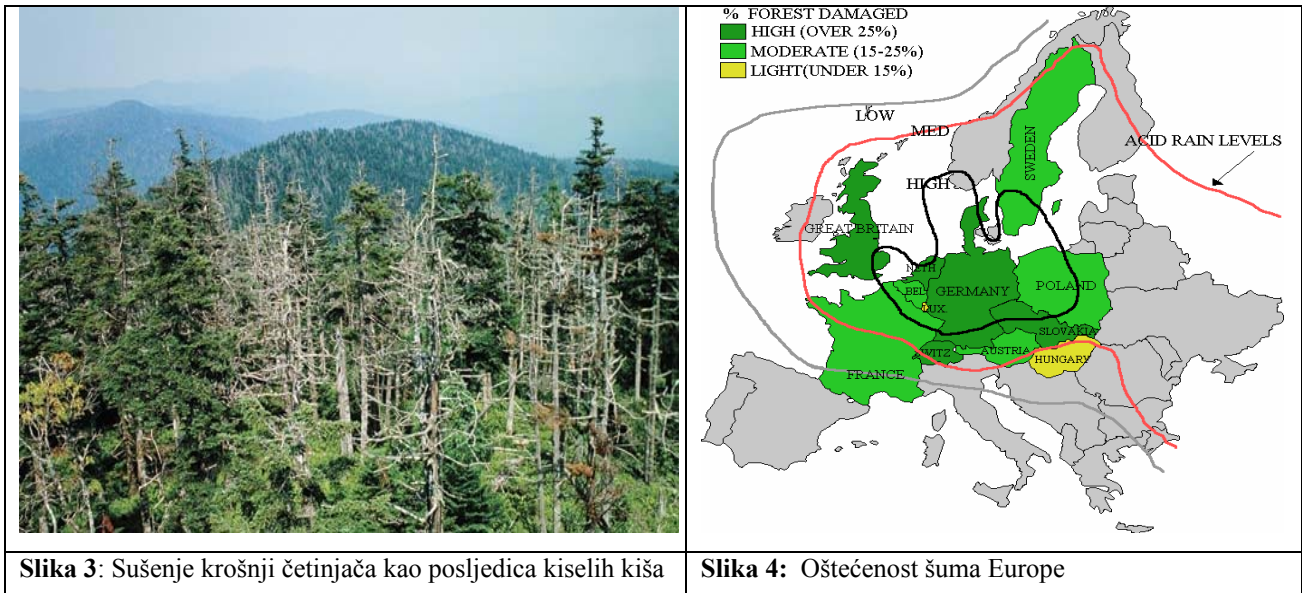 % FOREST DAMAGED
HIGH (OVER 25%)
MODERATE (15-25%)
LIGHT(UNDER 15%)
LOW
MED
ACID RAIN LEVELS
SWEDEN
HIGH
GREAT BRITAIN
NETH
BEL
GERMANY
POLAND
LUX.
SLOVAKIA
SWITZ
AUSTRIA
HUNGARY
FRANCE
Slika 3: Sušenje krošnji četinjača kao posljedica kiselih kiša
Slika 4: Oštećenost šuma Europe